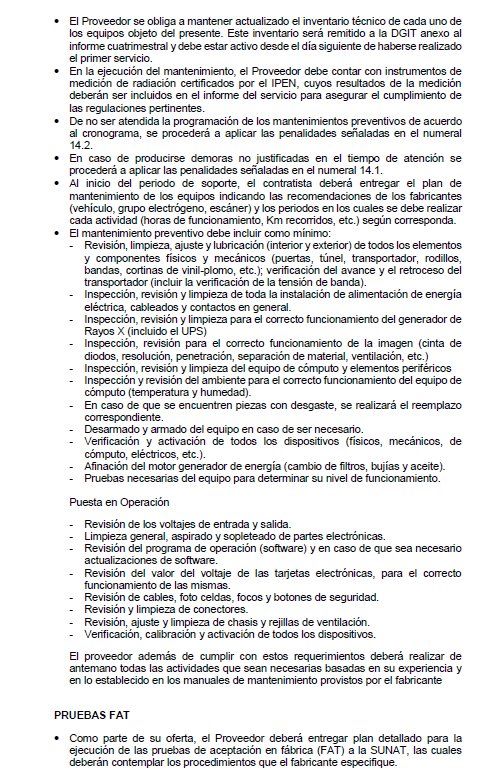 • El Proveedor se obliga a mantener actualizado el inventario técnico de cada uno de
los equipos objeto del presente. Este inventario será remitido a la DGIT anexo al
informe cuatrimestral y debe estar activo desde el día siguiente de haberse realizado
el primer servicio.
• En la ejecución del mantenimiento, el Proveedor debe contar con instrumentos de
medición de radiación certificados por el IPEN, cuyos resultados de la medición
deberán ser incluidos en el informe del servicio para asegurar el cumplimiento de
las regulaciones pertinentes.
• De no ser atendida la programación de los mantenimientos preventivos de acuerdo
al cronograma, se procederá a aplicar las penalidades señaladas en el numeral
14.2.
• En caso de producirse demoras no justificadas en el tiempo de atención se
procederá a aplicar las penalidades señaladas en el numeral 14.1.
• Al inicio del periodo de soporte, el contratista deberá entregar el plan de
mantenimiento de los equipos indicando las recomendaciones de los fabricantes
(vehículo, grupo electrógeno, escáner) y los periodos en los cuales se debe realizar
cada actividad (horas de funcionamiento, Km recorridos, etc.) según corresponda.
• El mantenimiento preventivo debe incluir como mínimo:
- Revisión, limpieza, ajuste y lubricación (interior y exterior) de todos los elementos
y componentes físicos y mecánicos (puertas, túnel, transportador, rodillos,
bandas, cortinas de vinil-plomo, etc.); verificación del avance y el retroceso del
transportador (incluir la verificación de la tensión de banda).
- Inspección, revisión y limpieza de toda la instalación de alimentación de energía
eléctrica, cableados y contactos en general.
- Inspección, revisión y limpieza para el correcto funcionamiento del generador de
Rayos X (incluido el UPS)
- Inspección, revisión para el correcto funcionamiento de la imagen (cinta de
diodos, resolución, penetración, separación de material, ventilación, etc.)
- Inspección, revisión y limpieza del equipo de cómputo y elementos periféricos
- Inspección y revisión del ambiente para el correcto funcionamiento del equipo de
cómputo (temperatura y humedad).
- En caso de que se encuentren piezas con desgaste, se realizará el reemplazo
correspondiente.
- Desarmado y armado del equipo en caso de ser necesario.
- Verificación y activación de todos los dispositivos (físicos, mecánicos, de
cómputo, eléctricos, etc.).
- Afinación del motor generador de energía (cambio de filtros, bujías y aceite).
- Pruebas necesarias del equipo para determinar su nivel de funcionamiento.
Puesta en Operación
- Revisión de los voltajes de entrada y salida.
- Limpieza general, aspirado y sopleteado de partes electrónicas.
- Revisión del programa de operación (software) y en caso de que sea necesario
actualizaciones de software.
- Revisión del valor del voltaje de las tarjetas electrónicas, para el correcto
funcionamiento de las mismas.
- Revisión de cables, foto celdas, focos y botones de seguridad.
- Revisión y limpieza de conectores.
- Revisión, ajuste y limpieza de chasis y rejillas de ventilación.
- Verificación, calibración y activación de todos los dispositivos.
El proveedor además de cumplir con estos requerimientos deberá realizar de
antemano todas las actividades que sean necesarias basadas en su experiencia y
en lo establecido en los manuales de mantenimiento provistos por el fabricante
PRUEBAS FAT
• Como parte de su oferta, el Proveedor deberá entregar plan detallado para la
ejecución de las pruebas de aceptación en fábrica (FAT) a la SUNAT, las cuales
deberán contemplar los procedimientos que el fabricante especifique.